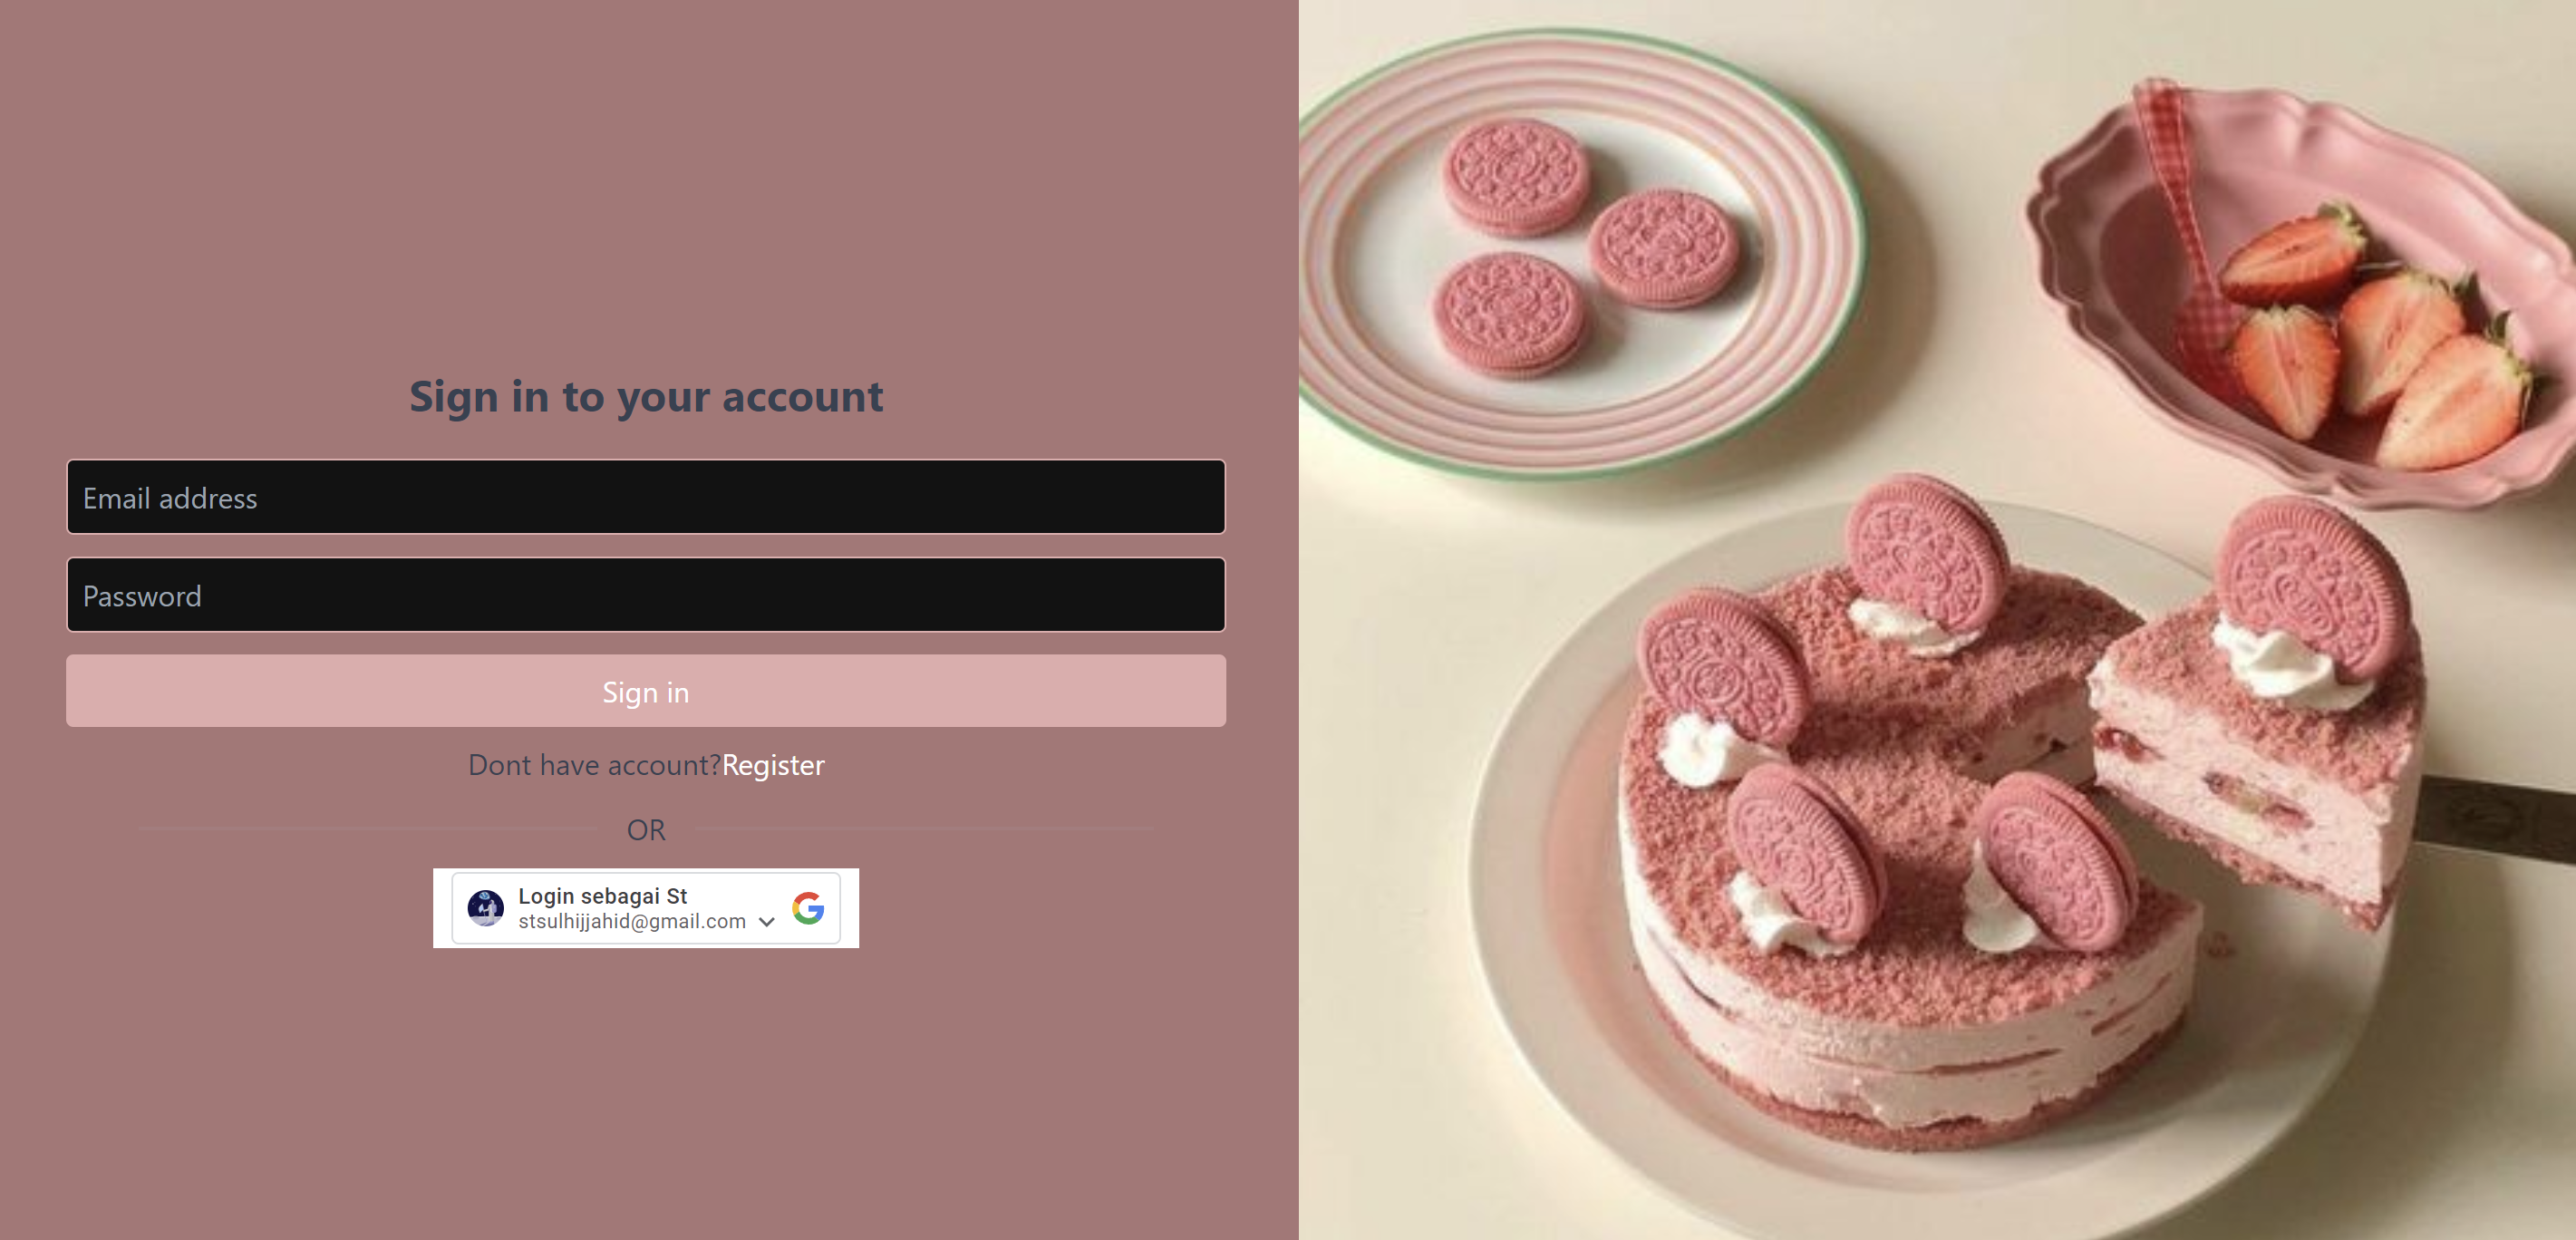 Sign in to your account
Email address
Password
Sign in
Dont have account?Register
OR
Login sebagai St
stsulhijjahid@gmail.com